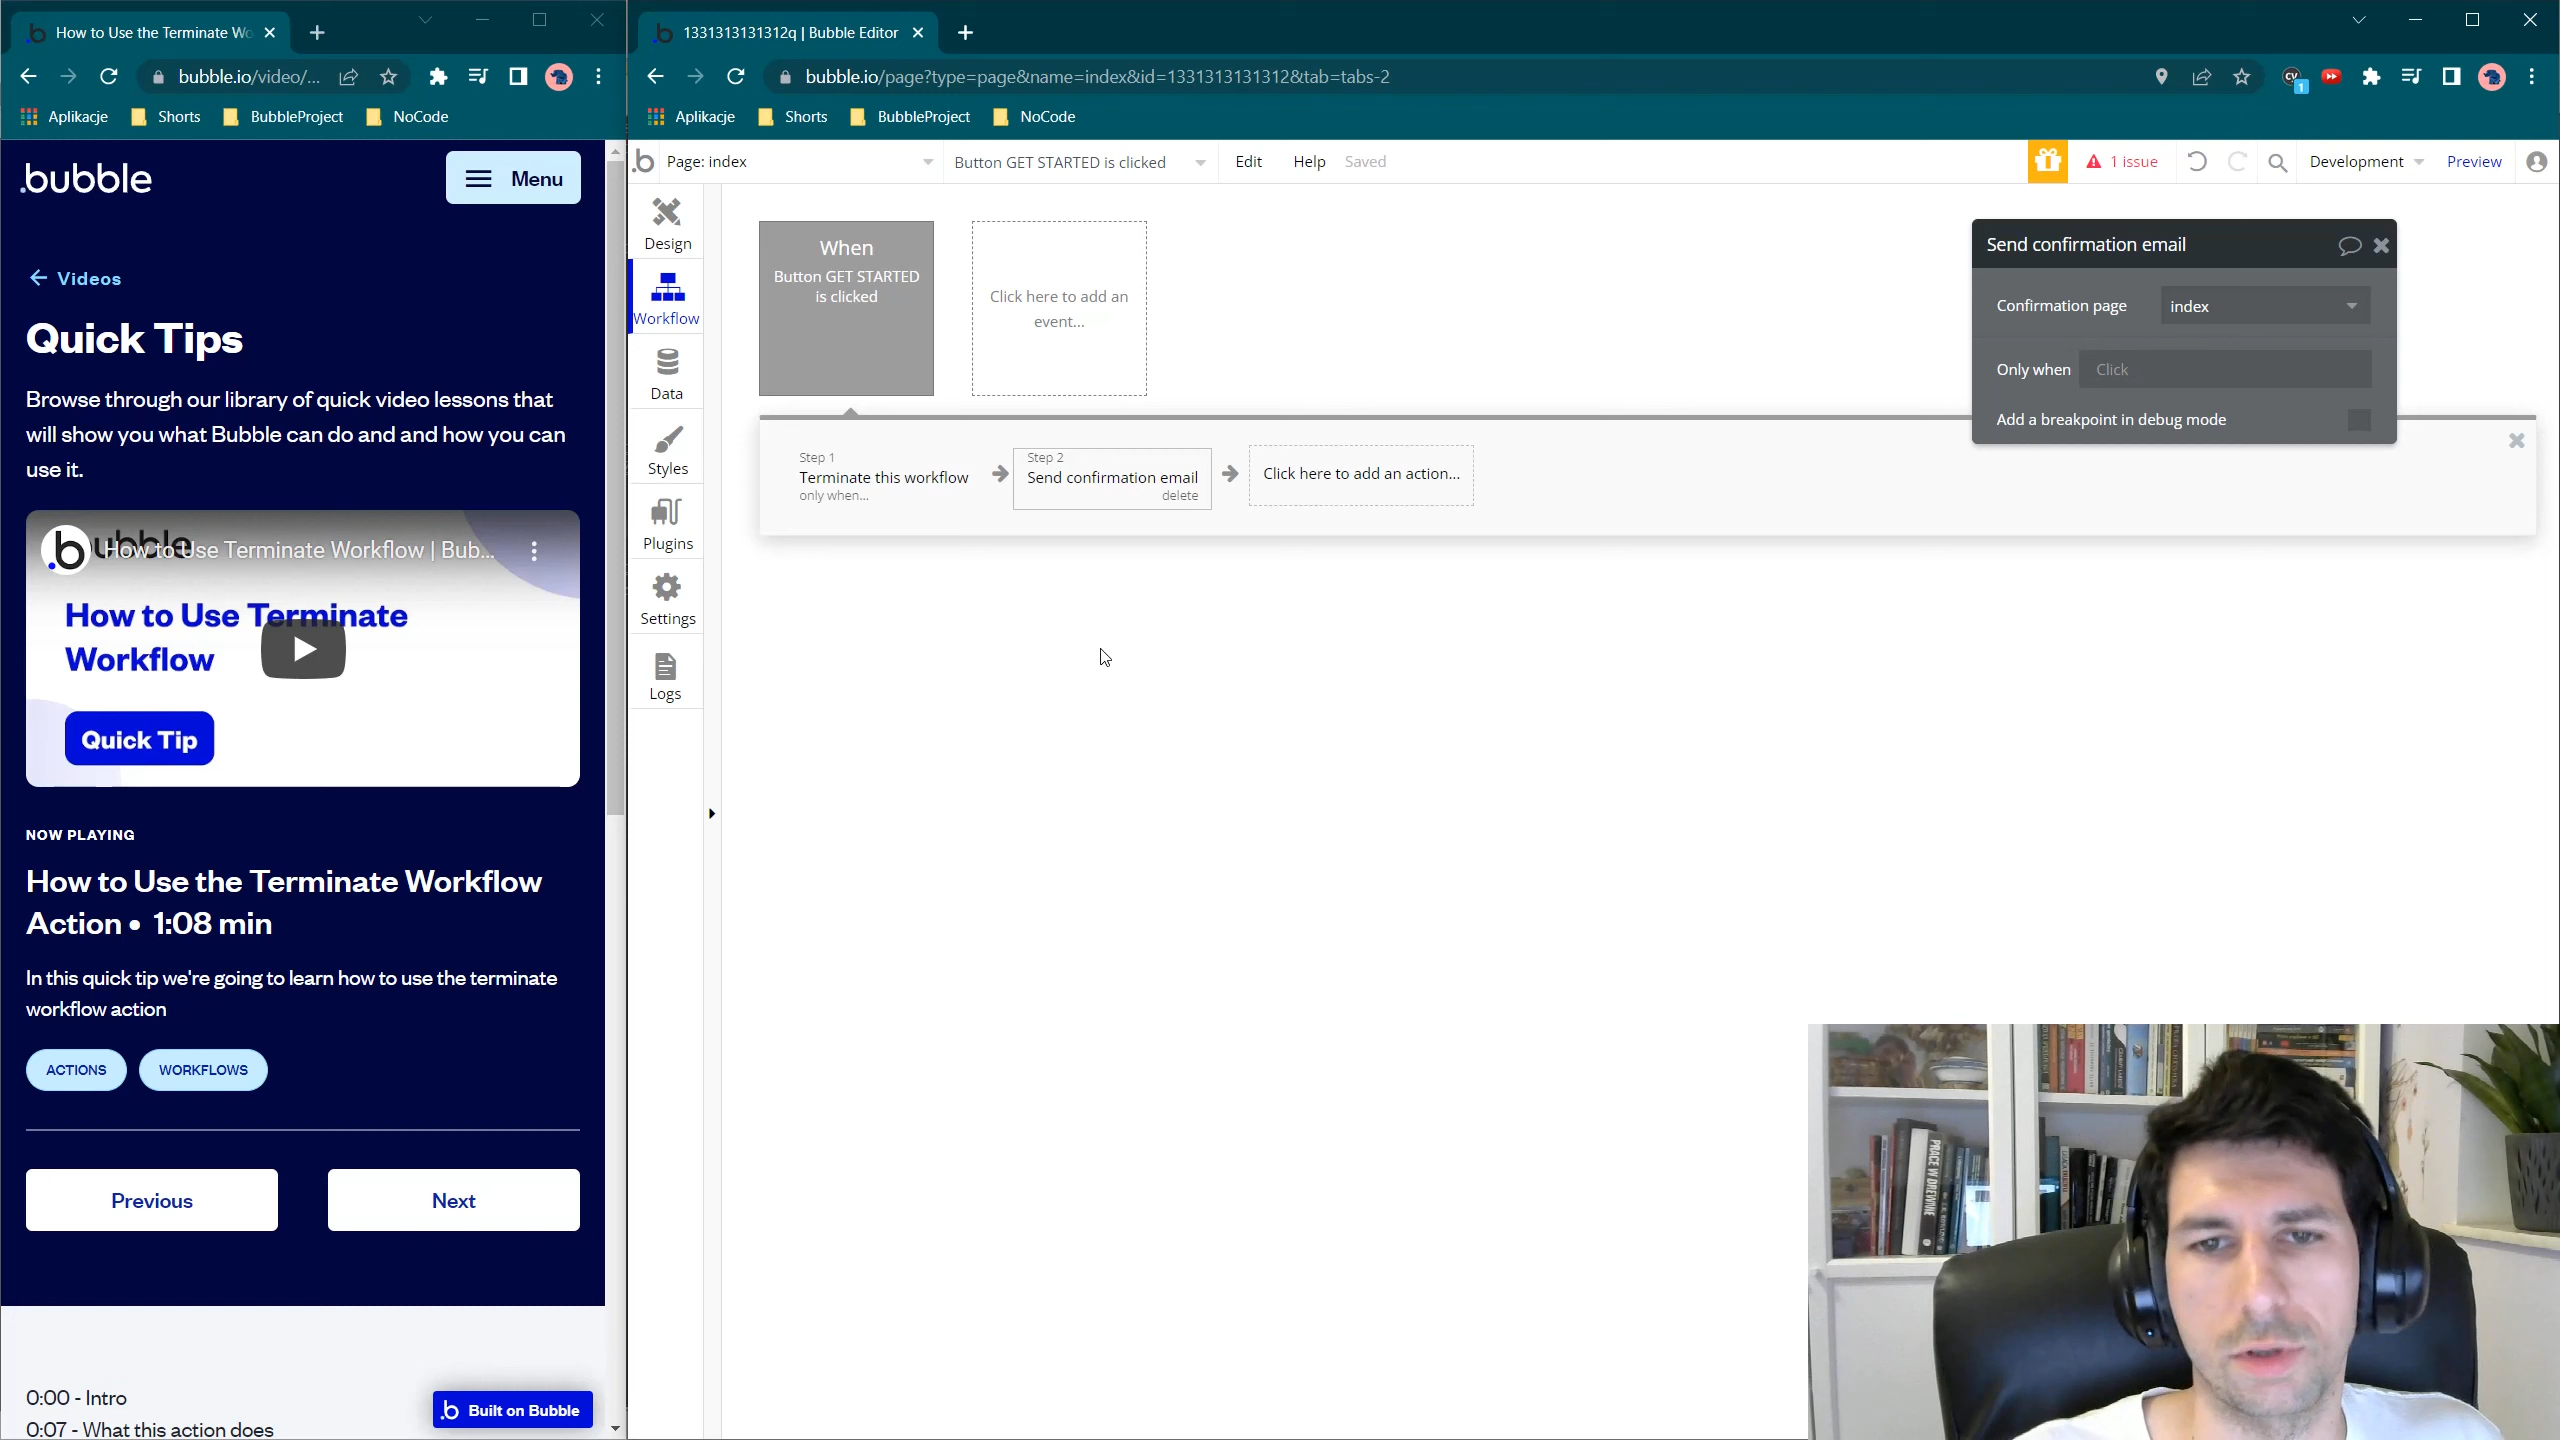 How to Use the Terminate Wo
bubble.io/video/...
Aplikacje
Shorts
BubbleProject
NoCode
.bubble
Menu
Videos
Quick Tips
Browse through our library of quick video lessons that
will show you what Bubble can do and and how you can
use it.
How to Use Terminate Workflow | Bub...
How to Use Terminate
Workflow
Quick Tip
NOW PLAYING
How to Use the Terminate Workflow
Action • 1:08 min
In this quick tip we're going to learn how to use the terminate
workflow action
ACTIONS
WORKFLOWS
Previous
Next
0:00 - Intro
0:07 - What this action does
Built on Bubble
1331313131312q | Bubble Editor
bubble.io/page?type=page&name=index&id=1331313131312&tab=tabs-2
1
Aplikacje
Shorts
BubbleProject
NoCode
Page: index
Button GET STARTED is clicked
Edit
Help
Saved
1 issue
Development
Preview
Design
Workflow
Data
Styles
Plugins
Settings
Logs
When
Button GET STARTED
is clicked
Click here to add an
event...
Send confirmation email
Confirmation page
index
Only when
Click
Add a breakpoint in debug mode
Step 1
Terminate this workflow
only when...
Step 2
Send confirmation email
delete
Click here to add an action...
PRACE W DREWNIE